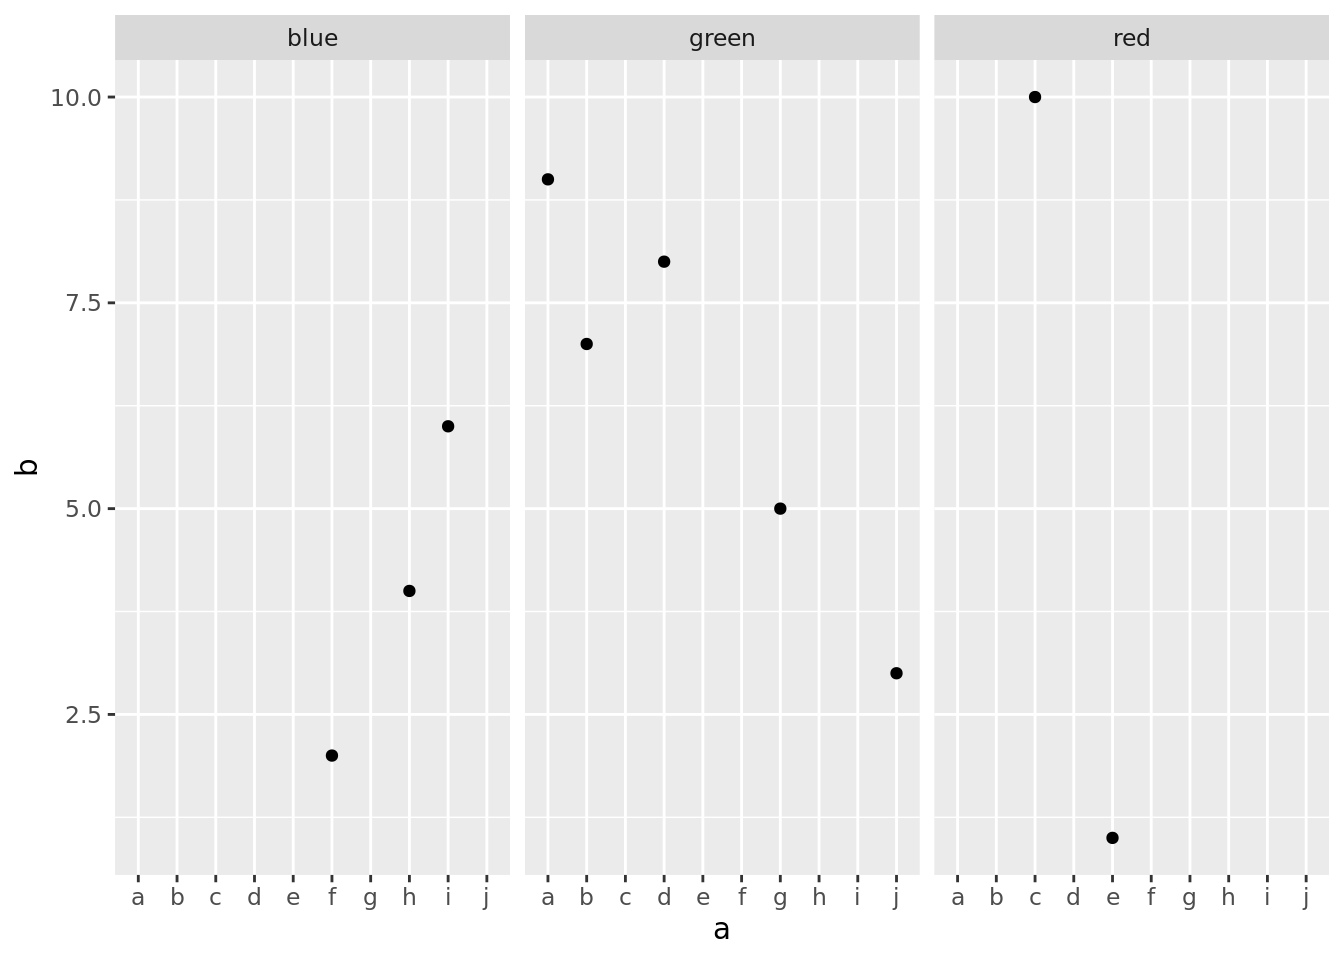 blue green red
10.0
7.5
5.0
2.5
b
a b c d e f g h i j a b c d e f g h i j a b c d e f g h i j
a